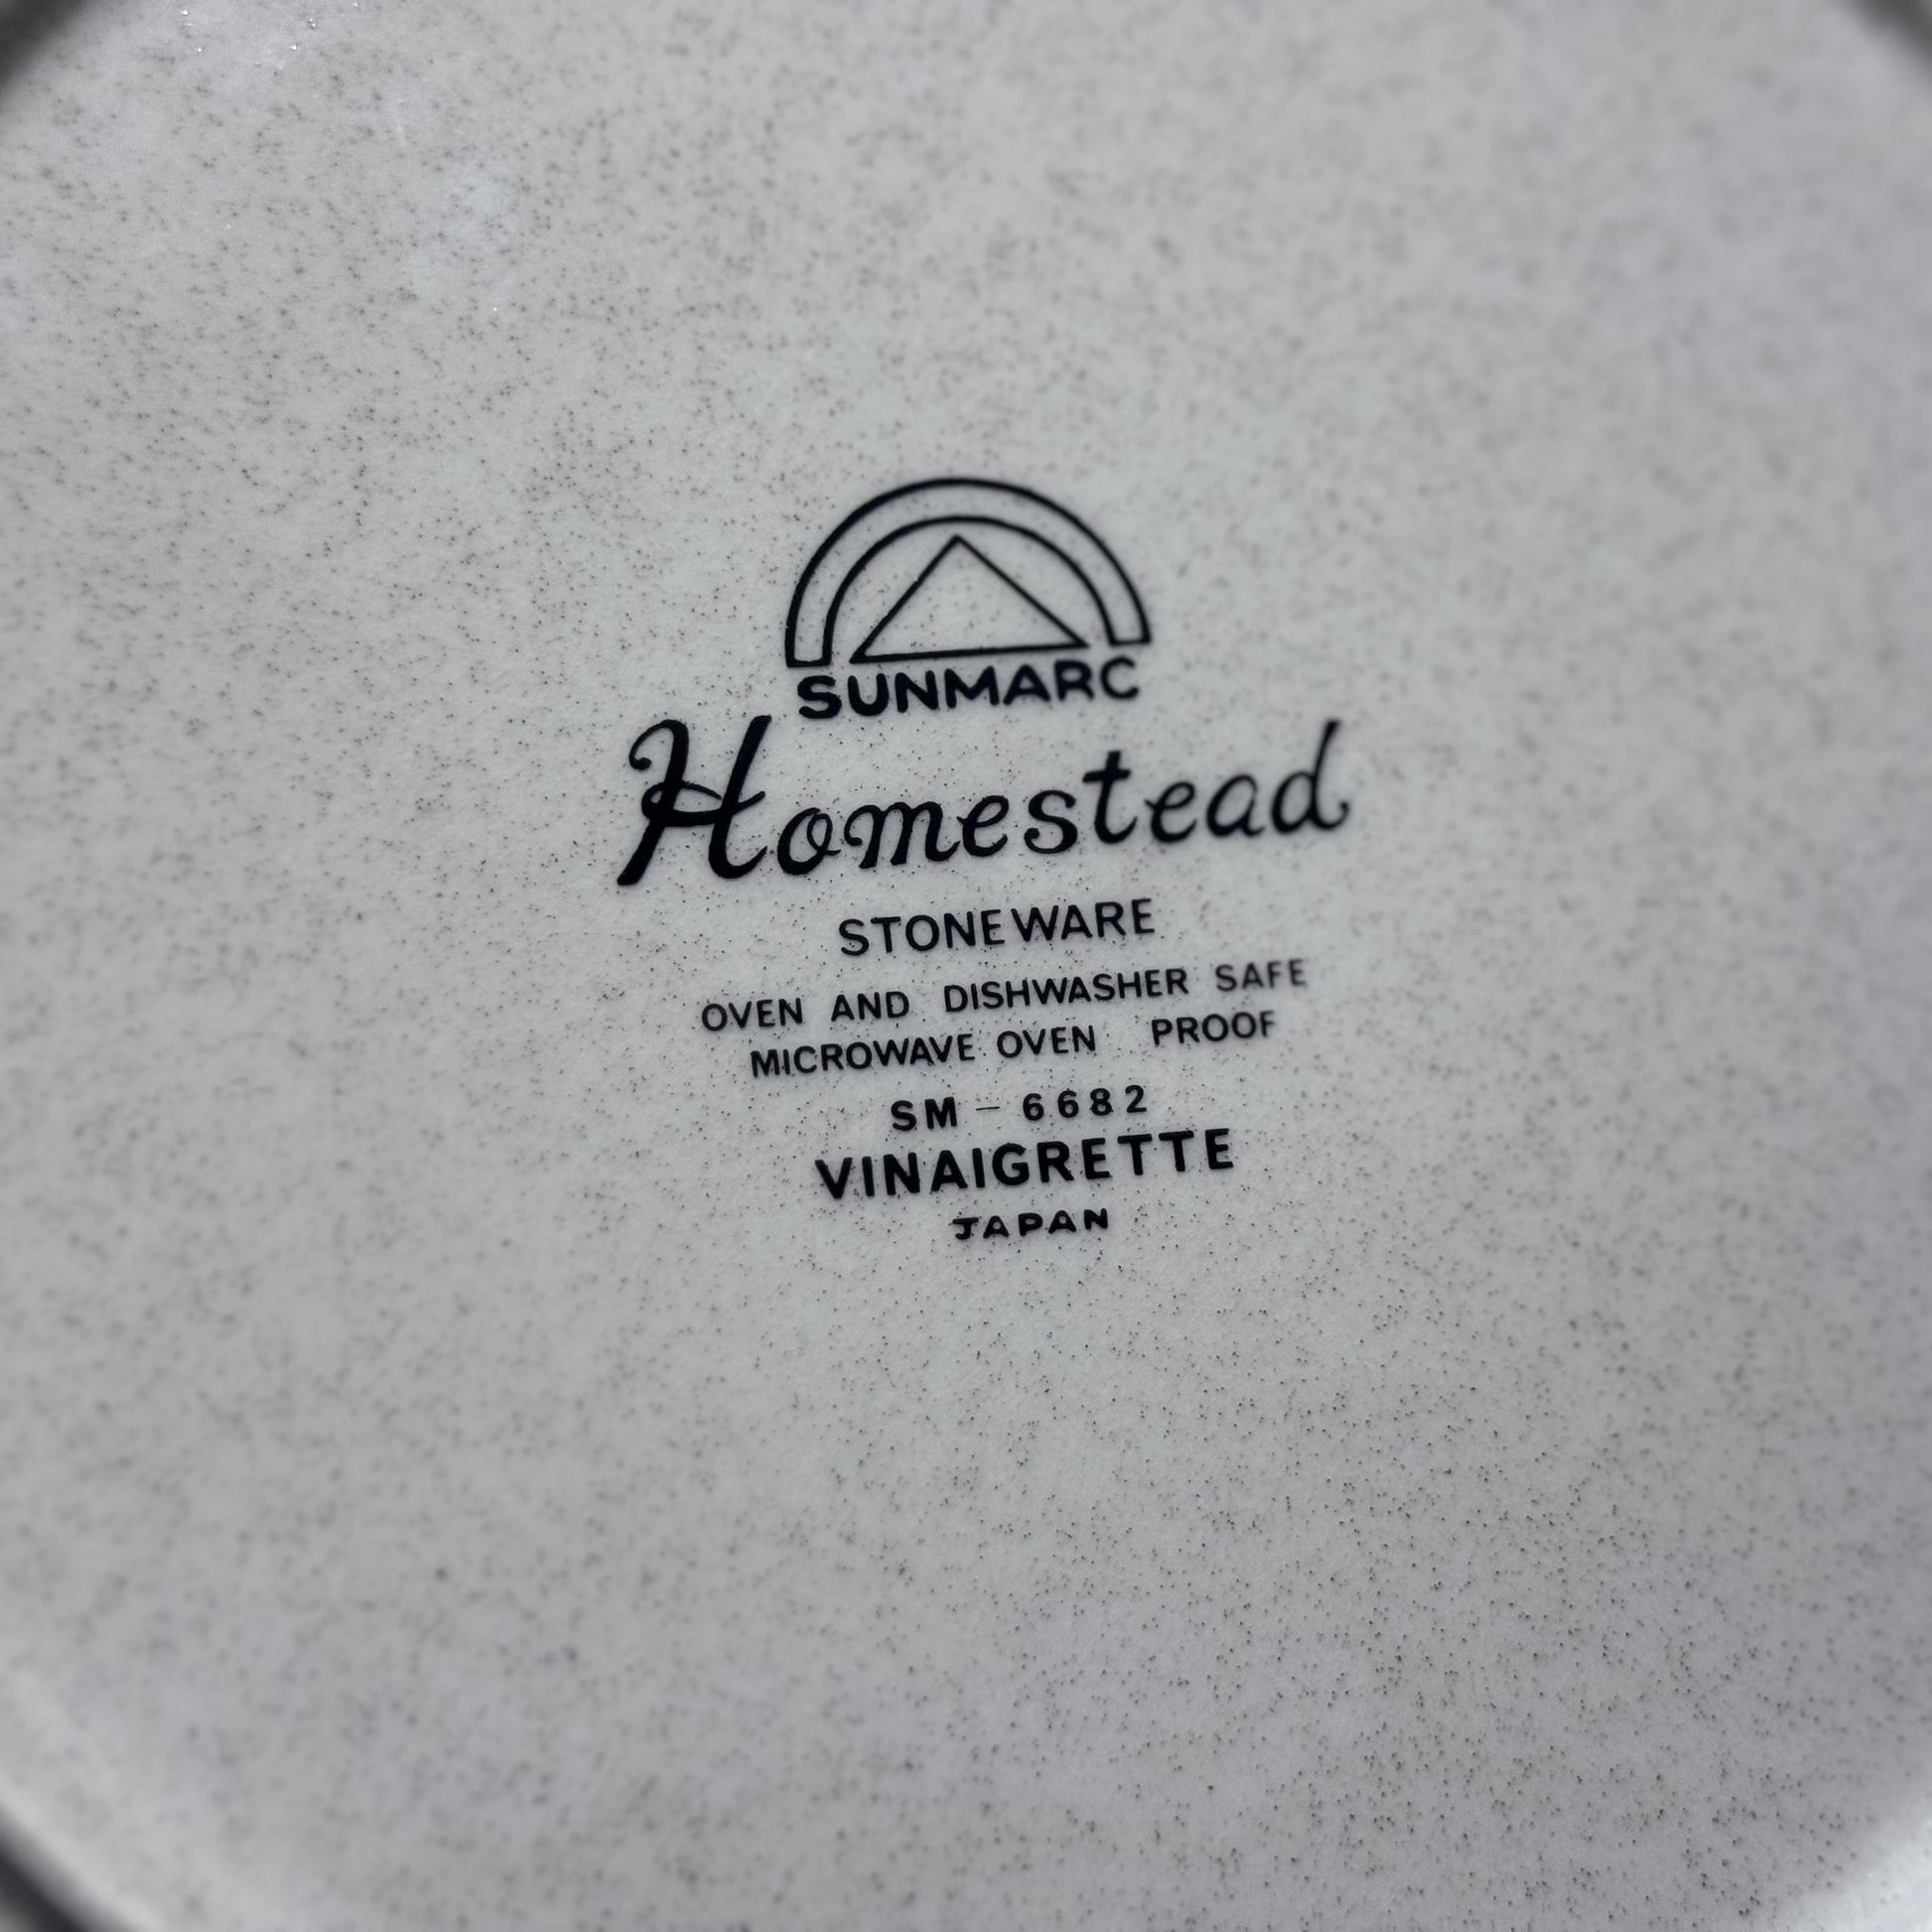 SUNMARC
Homestead
STONEWARE
OVEN AND DISHWASHER SAFE
MICROWAVE OVEN PROOF
SM - 6682
VINAIGRETTE
JAPAN